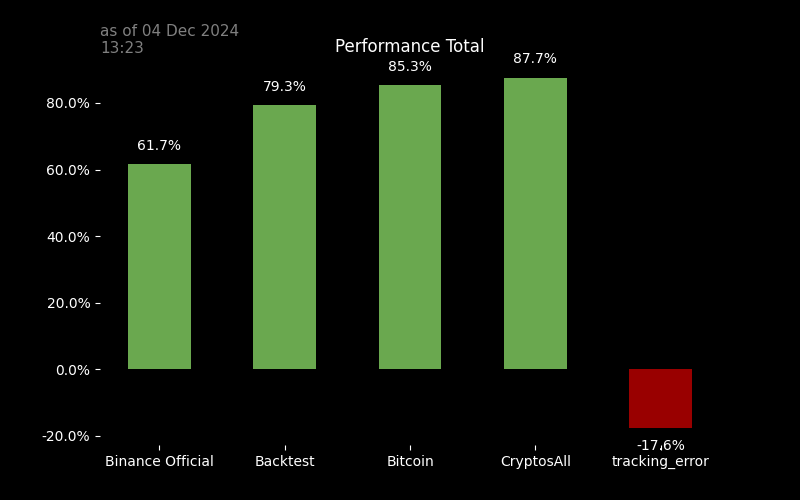 as of 04 Dec 2024
13:23
Performance Total
61.7%
79.3%
85.3%
87.7%
-17.6%
80.0%
60.0%
40.0%
20.0%
0.0%
-20.0%
Binance Official
Backtest
Bitcoin
CryptosAll
tracking_error